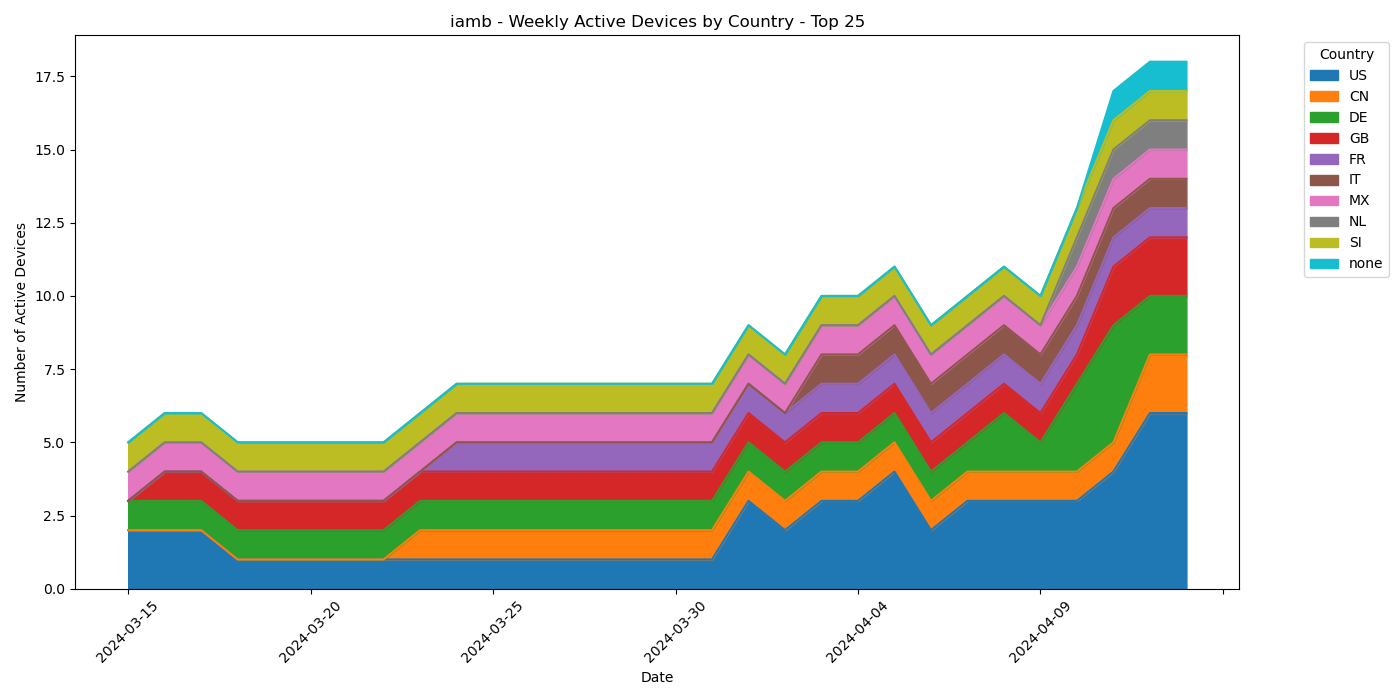 iamb - Weekly Active Devices by Country - Top 25
Number of Active Devices
17.5
15.0
12.5
10.0
7.5
5.0
2.5
0.0
2024-03-15
2024-03-20
2024-03-25
2024-03-30
2024-04-04
2024-04-09
Date
Country
US
CN
DE
GB
FR
IT
MX
NL
SI
none